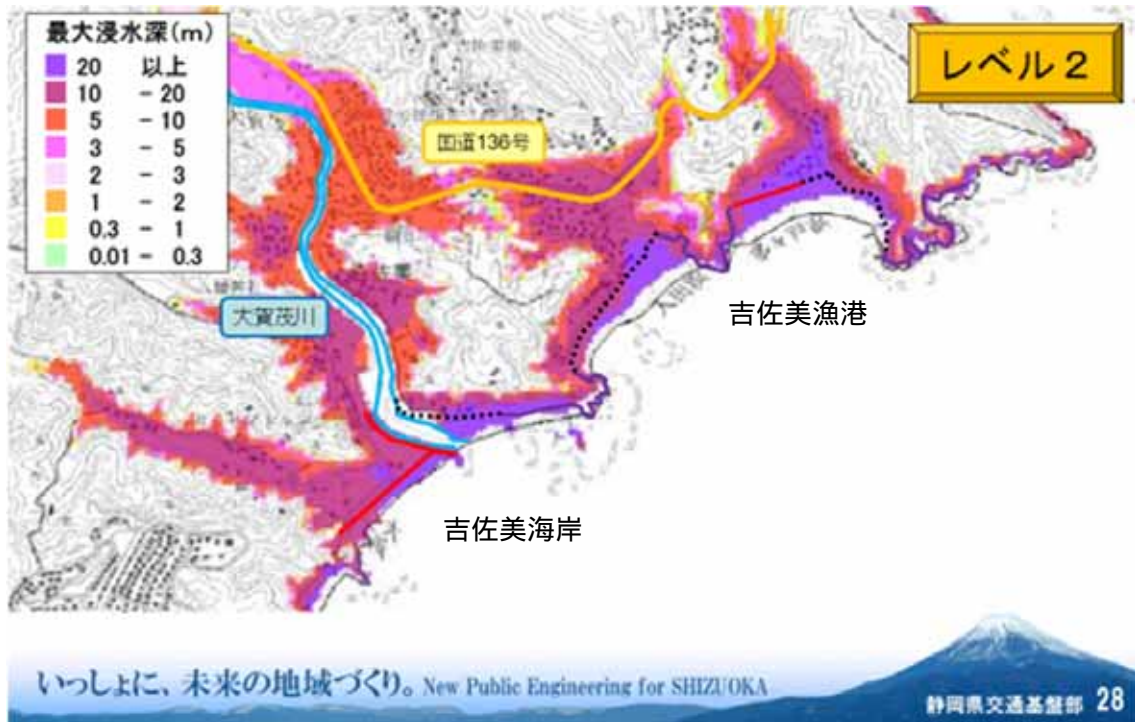 最大浸水深(m)
20 以上
10 - 20
5 - 10
3 - 5
2 - 3
1 - 2
0.3 - 1
0.01 - 0.3
レベル2
国道136号
大賀茂川
吉佐美漁港
吉佐美海岸
いっしょに、未来の地域づくり。New Public Engineering for SHIZUOKA
静岡県交通基盤部 28